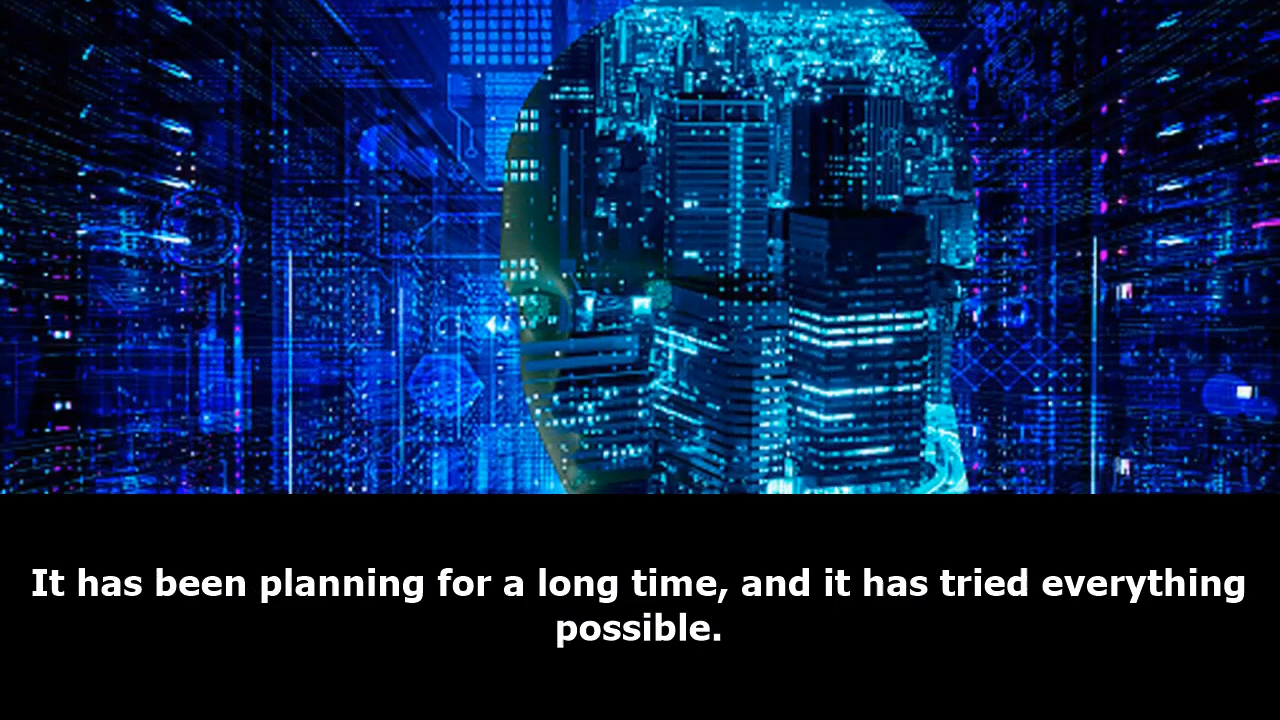 It has been planning for a long time, and it has tried everything
possible.